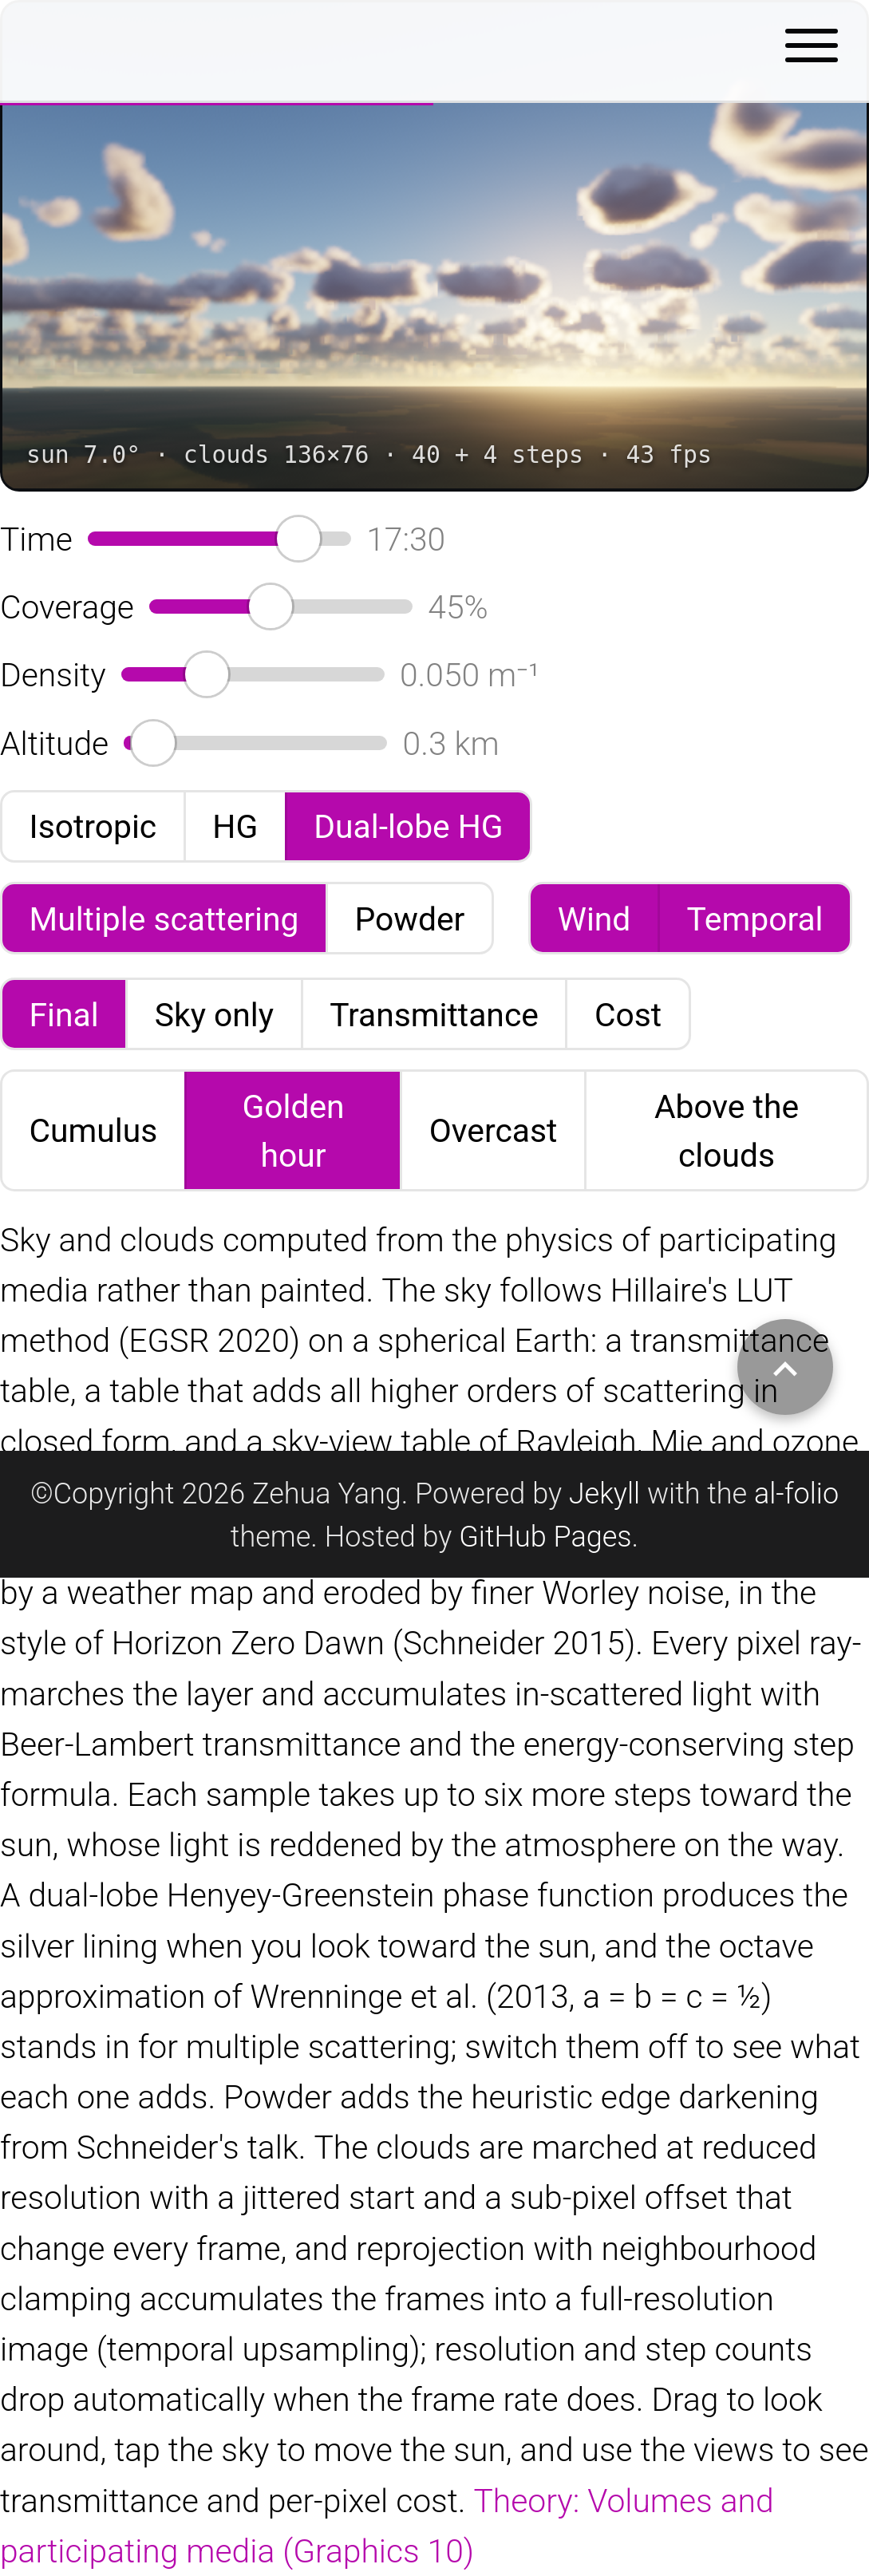 sun 7.0° · clouds 136×76 · 40 + 4 steps · 43 fps
Time 17:30
Coverage 45%
Density 0.050 m⁻¹
Altitude 0.3 km
Isotropic HG Dual-lobe HG
Multiple scattering Powder Wind Temporal
Final Sky only Transmittance Cost
Cumulus Golden hour Overcast Above the clouds
Sky and clouds computed from the physics of participating
media rather than painted. The sky follows Hillaire's LUT
method (EGSR 2020) on a spherical Earth: a transmittance
table, a table that adds all higher orders of scattering in
closed form, and a sky-view table of Rayleigh, Mie and ozone
©Copyright 2026 Zehua Yang. Powered by Jekyll with the al-folio
theme. Hosted by GitHub Pages.
by a weather map and eroded by finer Worley noise, in the
style of Horizon Zero Dawn (Schneider 2015). Every pixel ray-
marches the layer and accumulates in-scattered light with
Beer-Lambert transmittance and the energy-conserving step
formula. Each sample takes up to six more steps toward the
sun, whose light is reddened by the atmosphere on the way.
A dual-lobe Henyey-Greenstein phase function produces the
silver lining when you look toward the sun, and the octave
approximation of Wrenninge et al. (2013, a = b = c = ½)
stands in for multiple scattering; switch them off to see what
each one adds. Powder adds the heuristic edge darkening
from Schneider's talk. The clouds are marched at reduced
resolution with a jittered start and a sub-pixel offset that
change every frame, and reprojection with neighbourhood
clamping accumulates the frames into a full-resolution
image (temporal upsampling); resolution and step counts
drop automatically when the frame rate does. Drag to look
around, tap the sky to move the sun, and use the views to see
transmittance and per-pixel cost. Theory: Volumes and
participating media (Graphics 10)